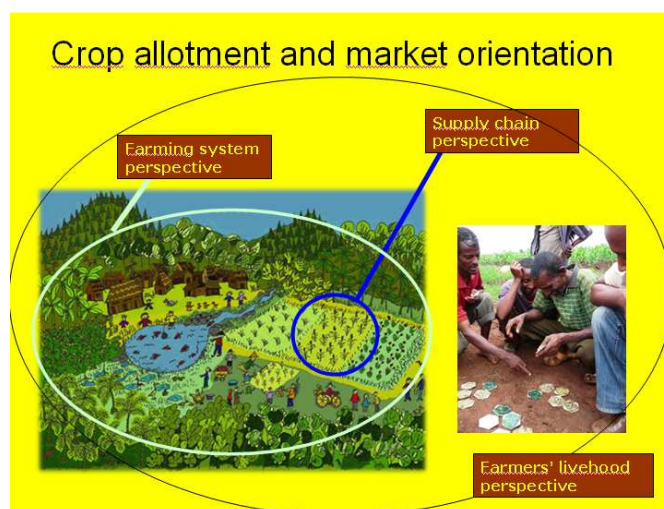 Crop allotment and market orientation
Supply chain
perspective
Farming system
perspective
Farmers' livehood
perspective